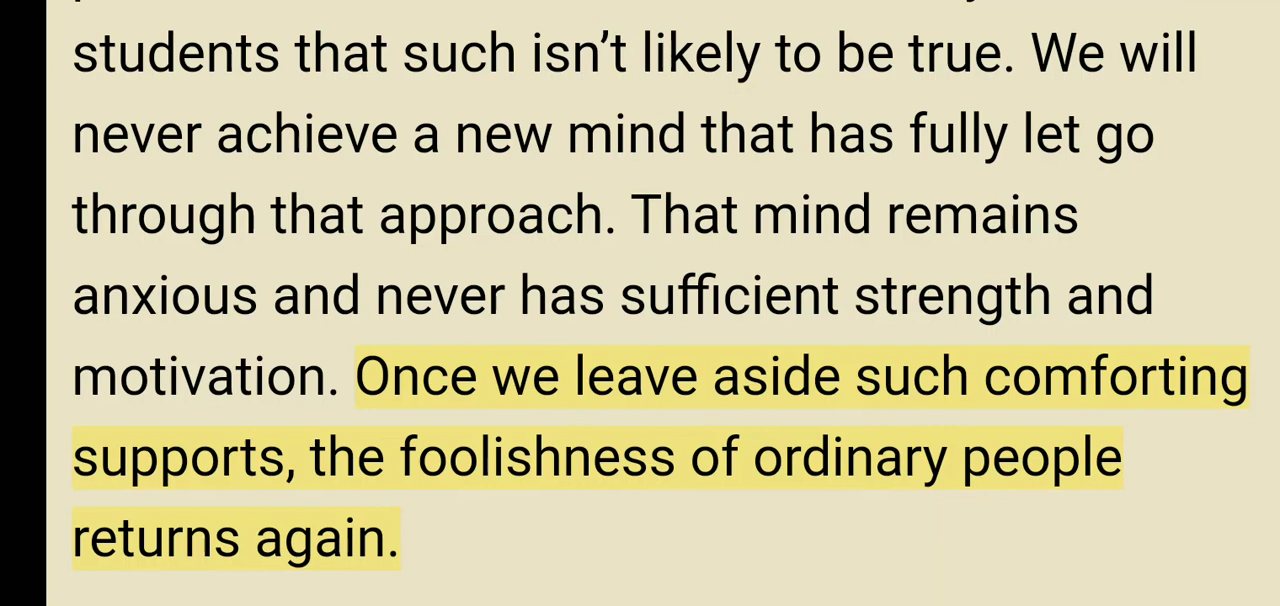 students that such isn’t likely to be true. We will
never achieve a new mind that has fully let go
through that approach. That mind remains
anxious and never has sufficient strength and
motivation. Once we leave aside such comforting
supports, the foolishness of ordinary people
returns again.